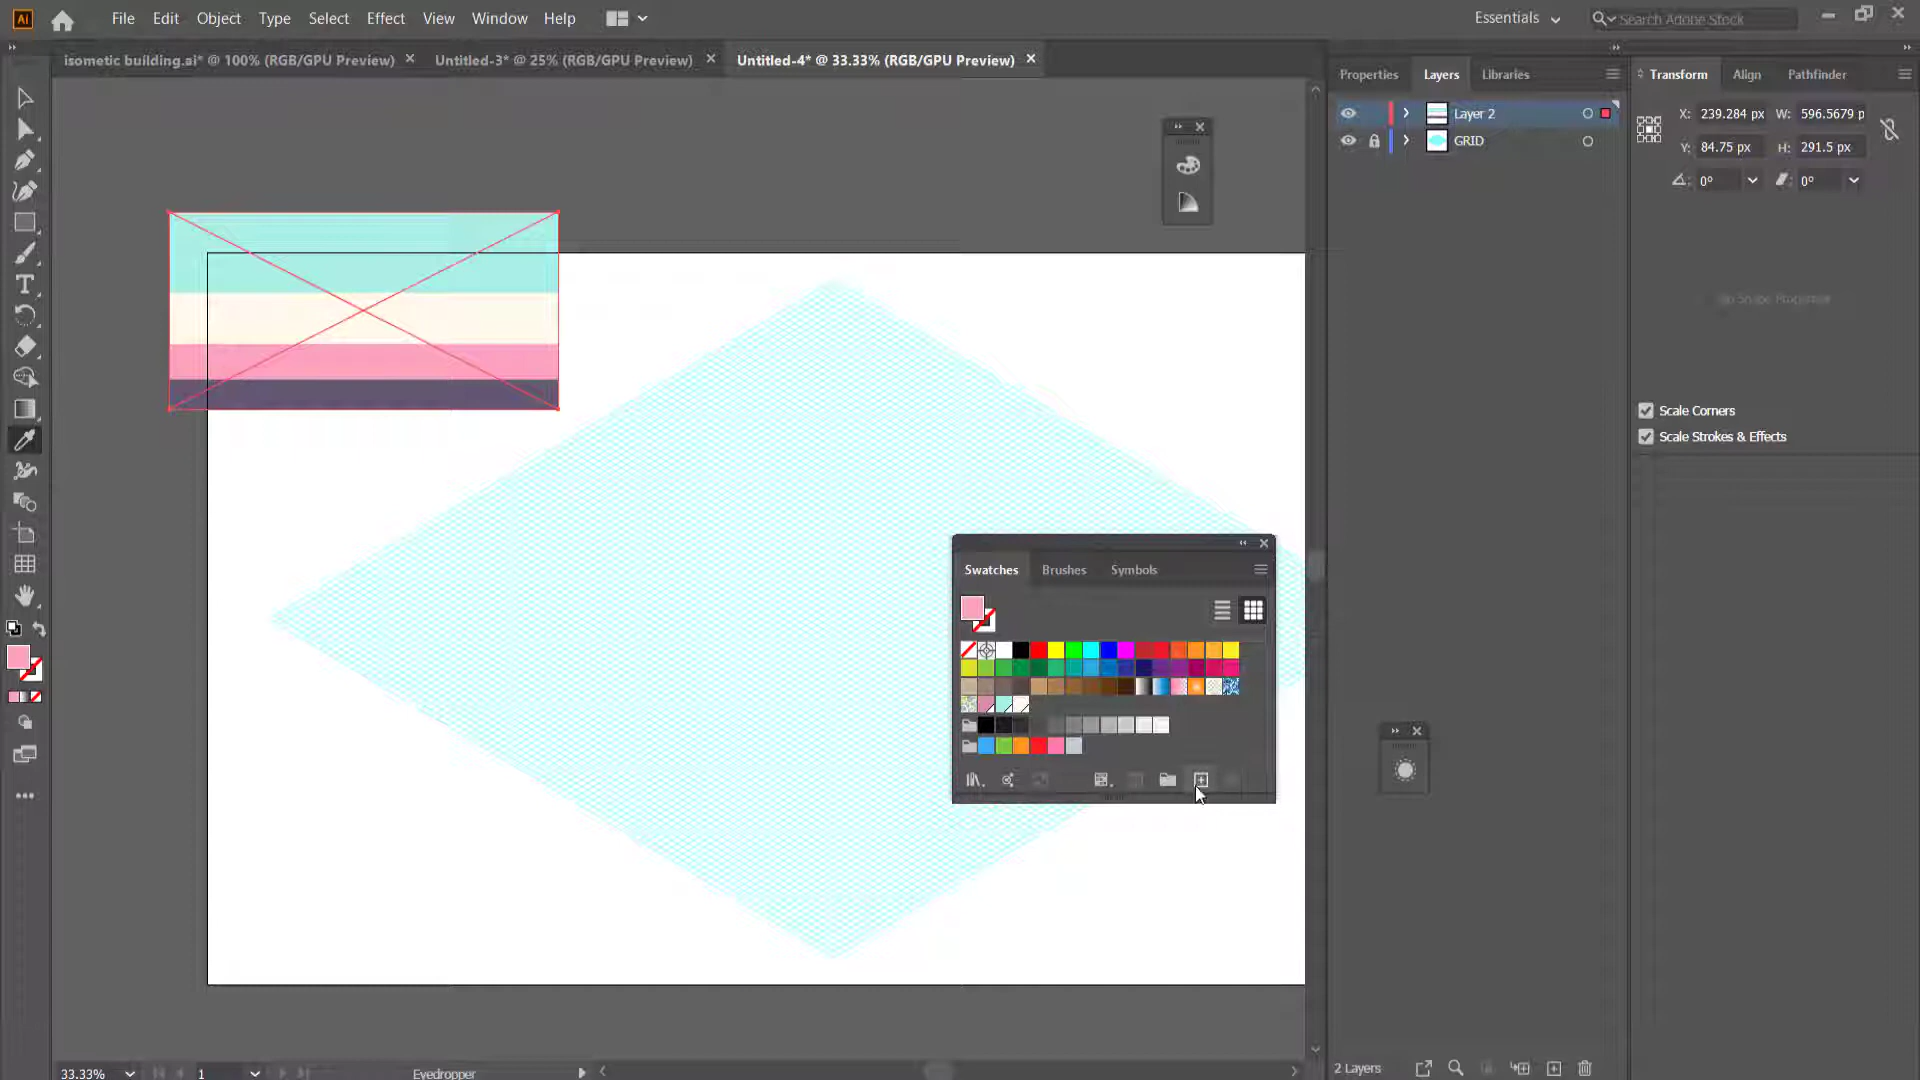 Ai File Edit Object Type Select Effect View Window Help Essentials Search Adobe Stock
isometic building.ai* @ 100% (RGB/GPU Preview) Untitled-3* @ 25% (RGB/GPU Preview) Untitled-4* @ 33.33% (RGB/GPU Preview)
Properties Layers Libraries
Transform Align Pathfinder
Layer 2
GRID
X: 239.284 px W: 596.5679 p
Y: 84.75 px H: 291.5 px
0° 0°
No Shape Properties
Scale Corners
Scale Strokes & Effects
Swatches Brushes Symbols
33.33% 1 Eyedropper
2 Layers